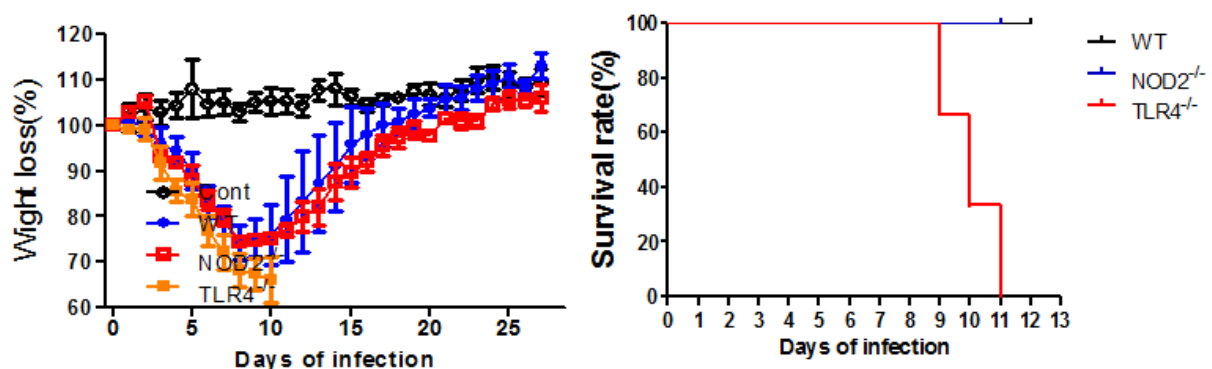 Wight loss(%)
120
110
100
90
80
70
60
Cont
WT
NOD2-/-
TLR4-/-
0 5 10 15 20 25
Days of infection
Survival rate(%)
100
80
60
40
20
0
0 1 2 3 4 5 6 7 8 9 10 11 12 13
Days of infection
WT
NOD2-/-
TLR4-/-